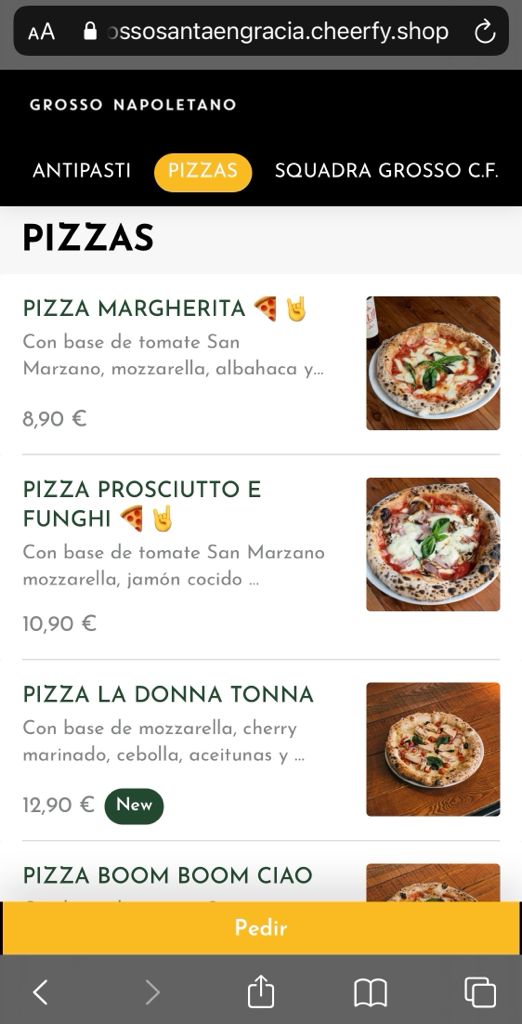 AA ossosantaengracia.cheerfy.shop
GROSSO NAPOLETANO
ANTIPASTI PIZZAS SQUADRA GROSSO C.F.
PIZZAS
PIZZA MARGHERITA 🍕🤘
Con base de tomate San
Marzano, mozzarella, albahaca y...
8,90 €
PIZZA PROSCIUTTO E
FUNGHI 🍕🤘
Con base de tomate San Marzano
mozzarella, jamón cocido ...
10,90 €
PIZZA LA DONNA TONNA
Con base de mozzarella, cherry
marinado, cebolla, aceitunas y ...
12,90 € New
PIZZA BOOM BOOM CIAO
Pedir